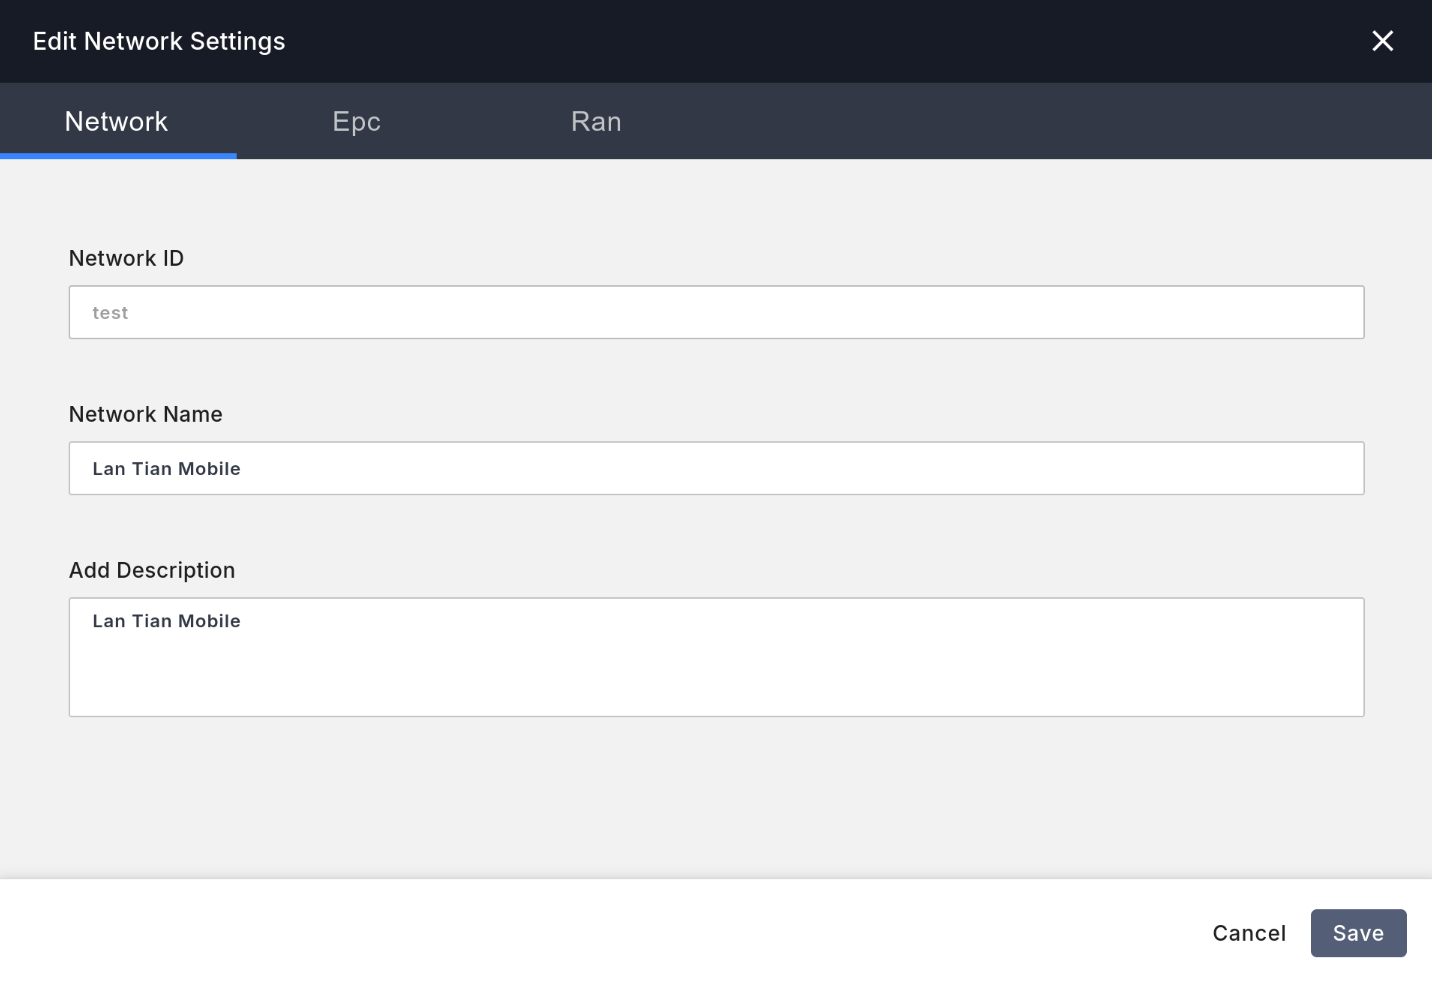 Edit Network Settings
Network Epc Ran
Network ID
test
Network Name
Lan Tian Mobile
Add Description
Lan Tian Mobile
Cancel Save